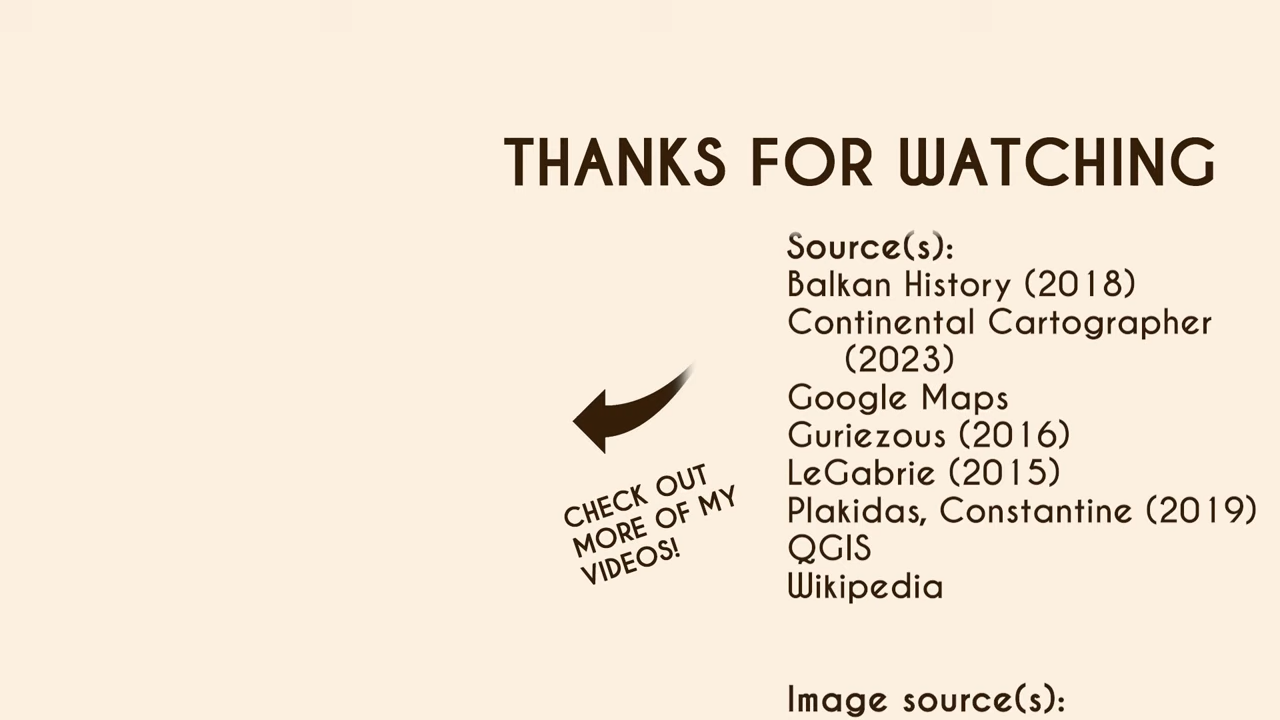 THANKS FOR WATCHING
Source(s):
Balkan History (2018)
Continental Cartographer
(2023)
Google Maps
Guriezous (2016)
LeGabrie (2015)
Plakidas, Constantine (2019)
QGIS
Wikipedia
CHECK OUT
MORE OF MY
VIDEOS!
Image source(s):